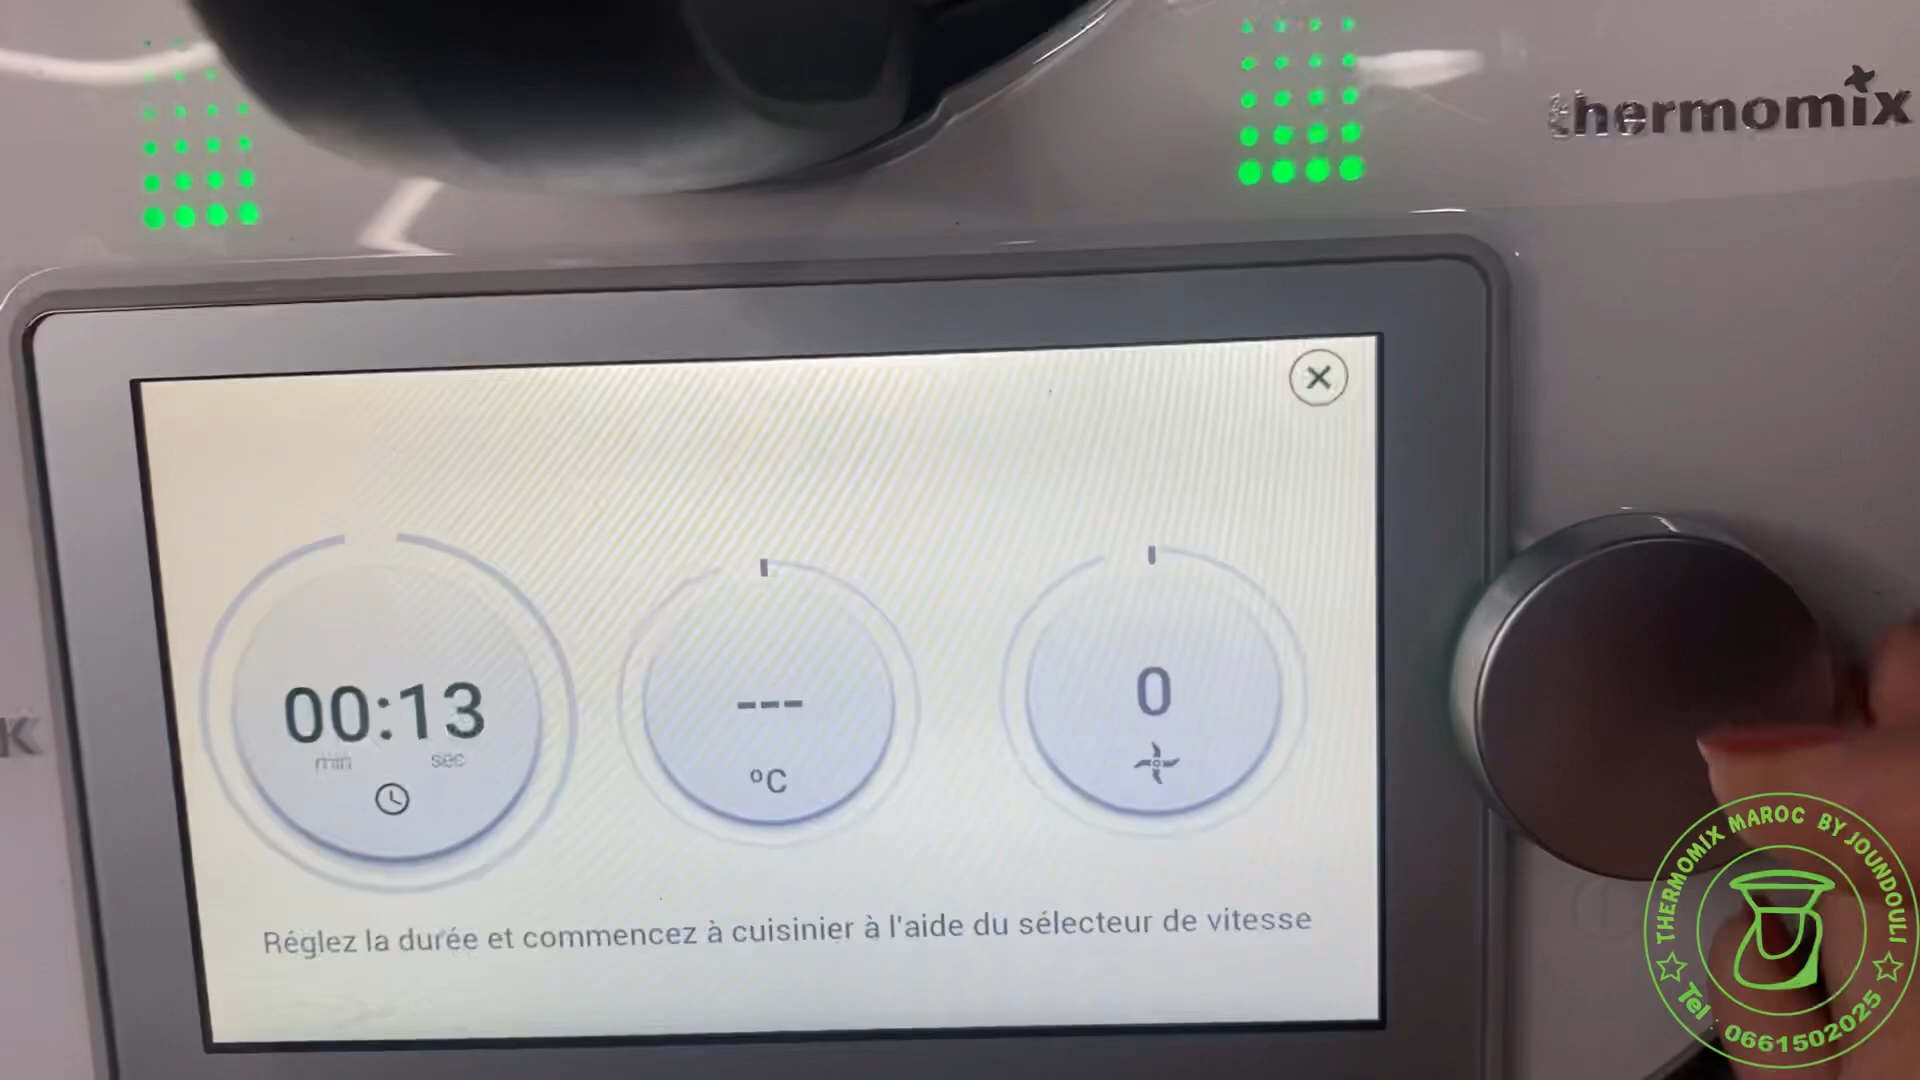 thermomix
K
00:13
min sec
---
°C
0
Réglez la durée et commencez à cuisinier à l'aide du sélecteur de vitesse
THERMOMIX MAROC BY JOUNDOULI
Tel : 0661502025